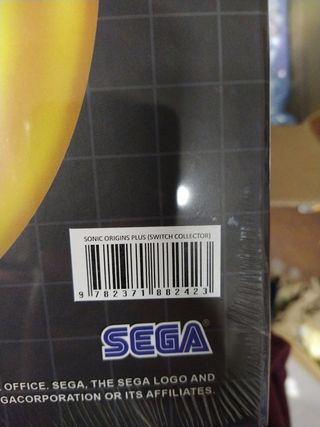 SONIC ORIGINS PLUS (SWITCH COLLECTOR)
9 782371 882423
SEGA®
OFFICE. SEGA, THE SEGA LOGO AND
GACORPORATION OR ITS AFFILIATES.